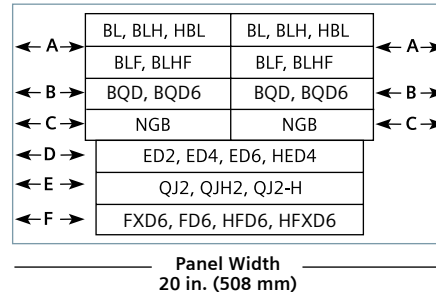 A BL, BLH, HBL BL, BLH, HBL A
BLF, BLHF BLF, BLHF
B BQD, BQD6 BQD, BQD6 B
C NGB NGB C
D ED2, ED4, ED6, HED4
E QJ2, QJH2, QJ2-H
F FXD6, FD6, HFD6, HFXD6
Panel Width
20 in. (508 mm)